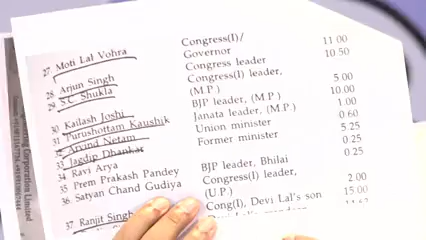 Congress(I)/
27 Moti Lal Vohra Governor 11 00
Congress leader 10 50
28 Arjun Singh Congress(I) leader,
29 S.C. Shukla (M.P.) 5 00
BJP leader, (M P.) 10.00
30 Kailash Joshi Janata leader, (M.P.) 1 00
31 Purushottam Kaushik Union minister 0 60
32 Arvind Netam Former minister 5 25
33 Jagdip Dhankar 0 25
34 Ravi Arya 0 25
35 Prem Prakash Pandey BJP leader, Bhilai
36 Satyan Chand Gudiya Congress(I) leader,
(U.P.) 2 00
37 Ranjit Singh Cong(I), Devi Lal's son 15 00